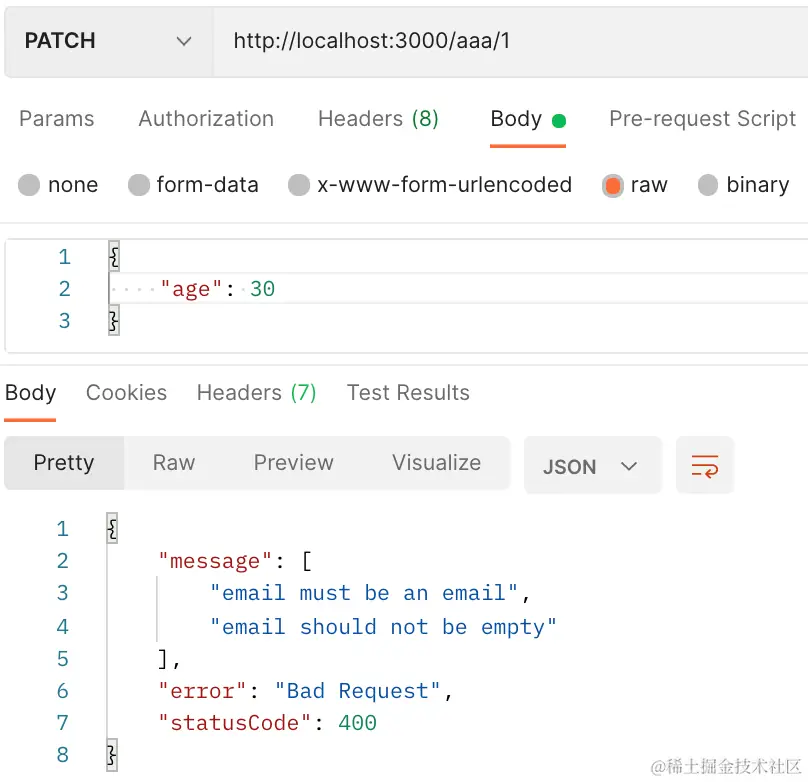 PATCH http://localhost:3000/aaa/1
Params Authorization Headers (8) Body Pre-request Script
none form-data x-www-form-urlencoded raw binary
1 {
2 ····"age":·30
3 }
Body Cookies Headers (7) Test Results
Pretty Raw Preview Visualize JSON
1 {
2 "message": [
3 "email must be an email",
4 "email should not be empty"
5 ],
6 "error": "Bad Request",
7 "statusCode": 400
8 }
@稀土掘金技术社区